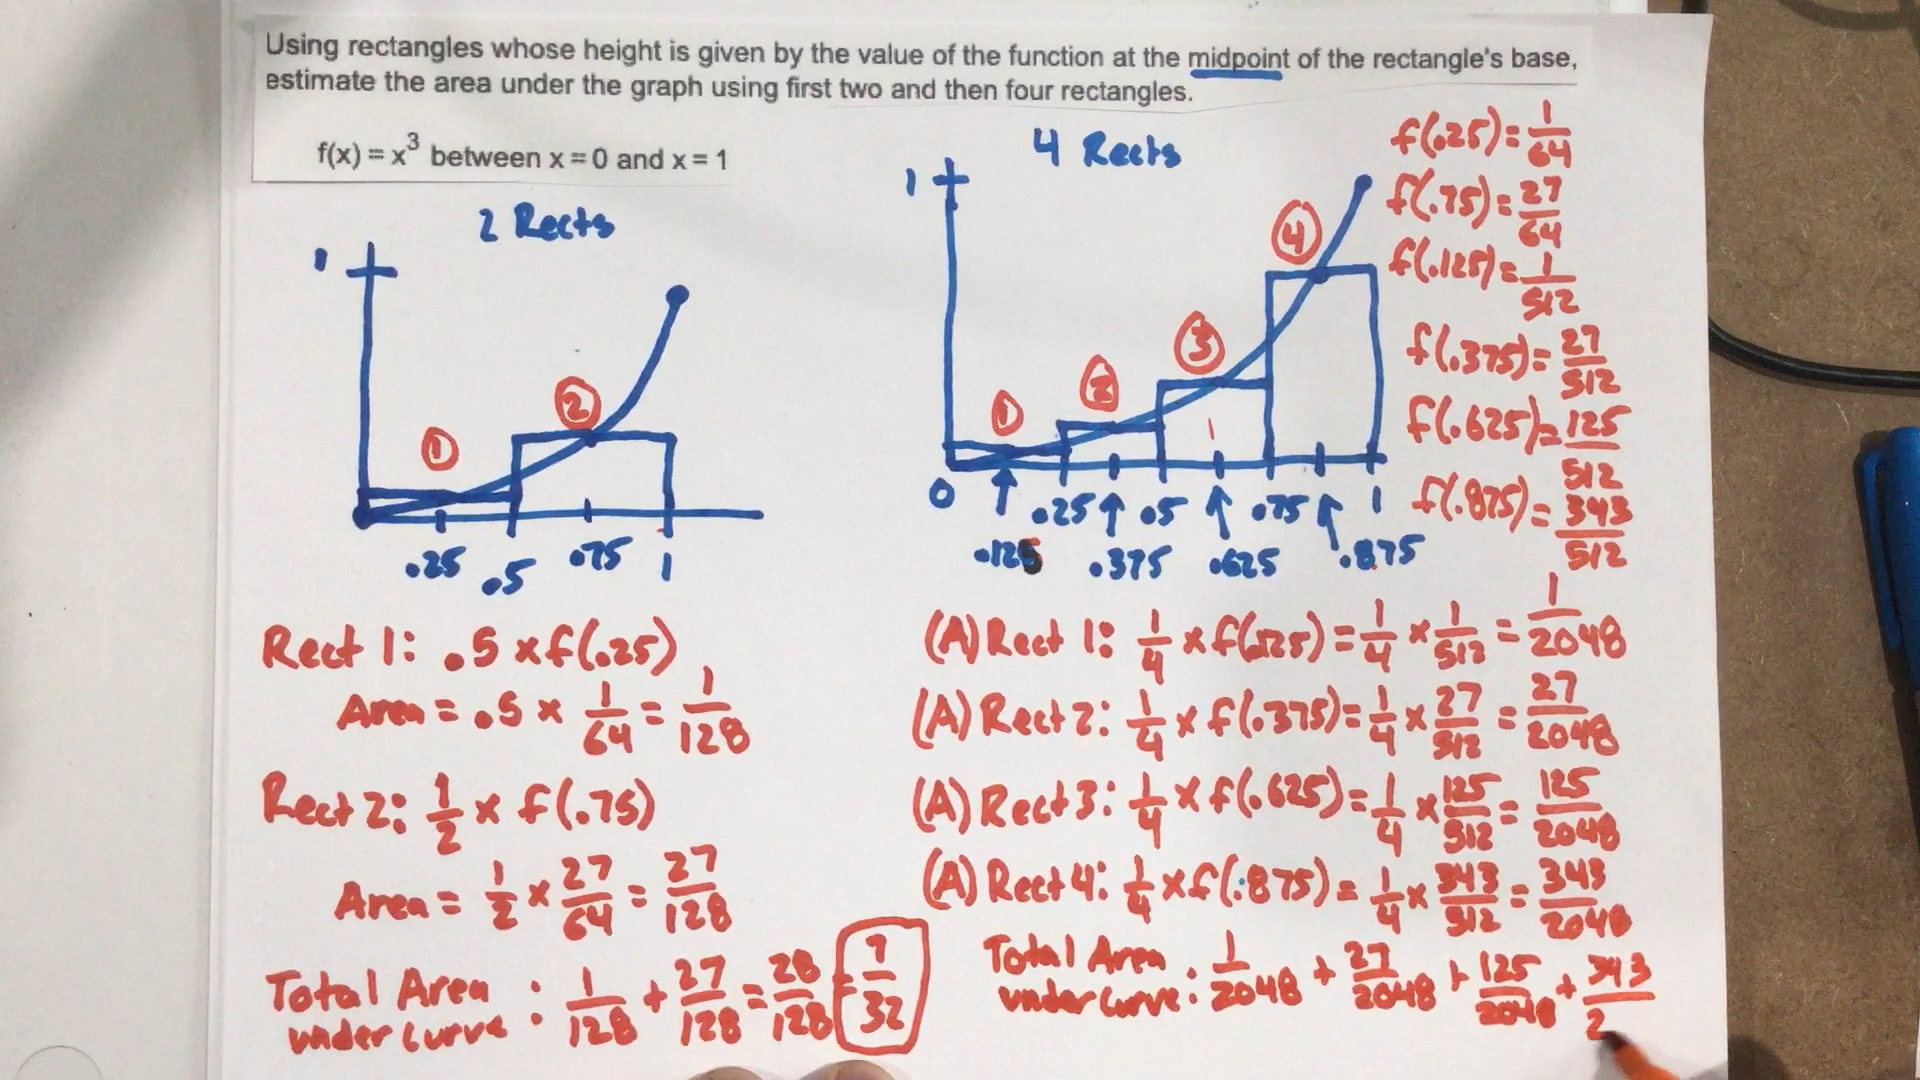 Using rectangles whose height is given by the value of the function at the midpoint of the rectangle's base,
estimate the area under the graph using first two and then four rectangles.
f(x) = x³ between x = 0 and x = 1
2 Rects
1
①
②
.25 .5 .75 1
Rect 1: .5 × f(.25)
Area = .5 × 1/64 = 1/128
Rect 2: 1/2 × f(.75)
Area = 1/2 × 27/64 = 27/128
Total Area
under curve : 1/128 + 27/128 = 28/128 = 7/32
4 Rects
1
①
②
③
④
0 .25 .5 .75 1
.125 .375 .625 .875
f(.25) = 1/64
f(.75) = 27/64
f(.125) = 1/512
f(.375) = 27/512
f(.625) = 125/512
f(.875) = 343/512
(A) Rect 1: 1/4 × f(.125) = 1/4 × 1/512 = 1/2048
(A) Rect 2: 1/4 × f(.375) = 1/4 × 27/512 = 27/2048
(A) Rect 3: 1/4 × f(.625) = 1/4 × 125/512 = 125/2048
(A) Rect 4: 1/4 × f(.875) = 1/4 × 343/512 = 343/2048
Total Area
under curve : 1/2048 + 27/2048 + 125/2048 + 343/2